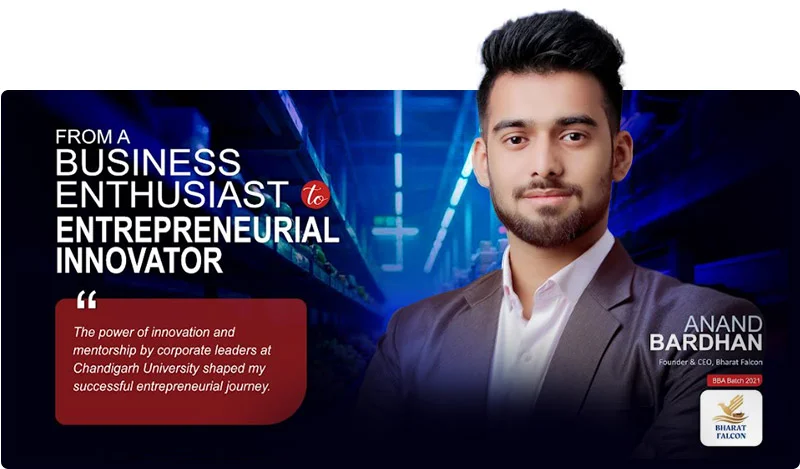 FROM A
BUSINESS
ENTHUSIAST to
ENTREPRENEURIAL
INNOVATOR
“
The power of innovation and
mentorship by corporate leaders at
Chandigarh University shaped my
successful entrepreneurial journey.
ANAND
BARDHAN
Founder & CEO, Bharat Falcon
BBA Batch 2021
BHARAT
FALCON